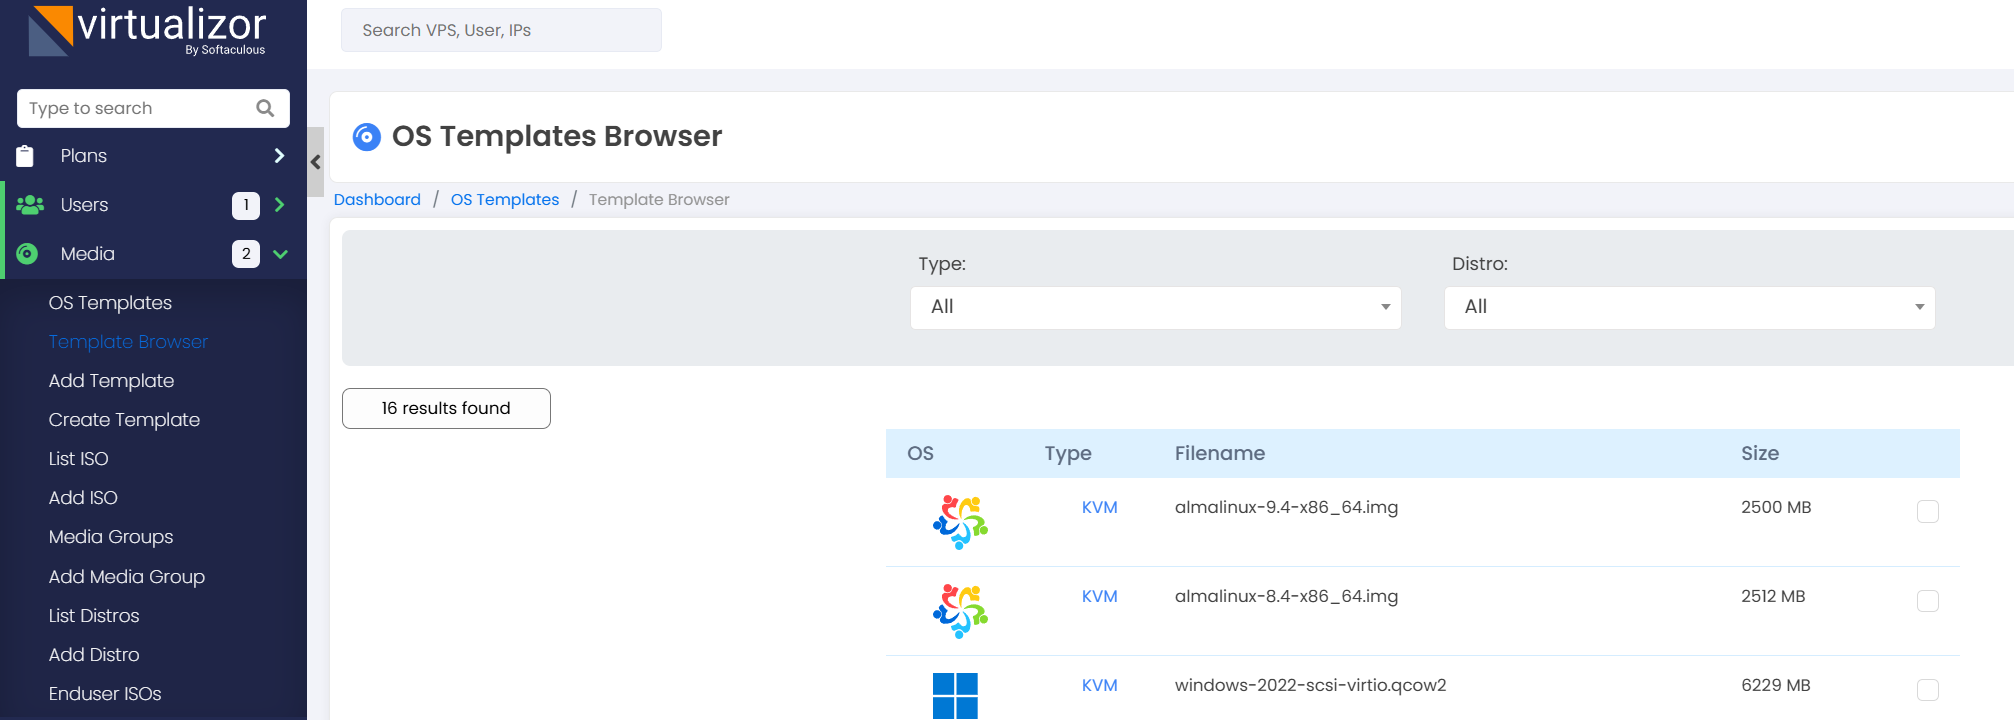 virtualizor
By Softaculous
Search VPS, User, IPs
Type to search
Plans
Users 1
Media 2
OS Templates
Template Browser
Add Template
Create Template
List ISO
Add ISO
Media Groups
Add Media Group
List Distros
Add Distro
Enduser ISOs
OS Templates Browser
Dashboard / OS Templates / Template Browser
Type: Distro:
All All
16 results found
OS Type Filename Size
KVM almalinux-9.4-x86_64.img 2500 MB
KVM almalinux-8.4-x86_64.img 2512 MB
KVM windows-2022-scsi-virtio.qcow2 6229 MB